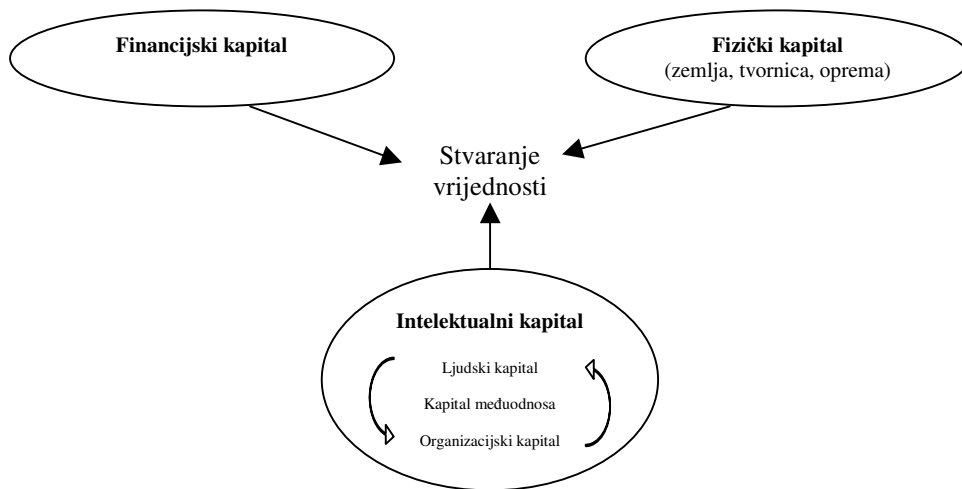 Financijski kapital
Fizički kapital
(zemlja, tvornica, oprema)
Stvaranje
vrijednosti
Intelektualni kapital
Ljudski kapital
Kapital međuodnosa
Organizacijski kapital